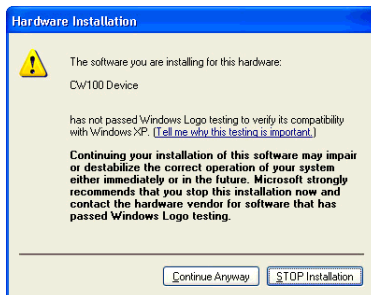 Hardware Installation
The software you are installing for this hardware:
CW100 Device
has not passed Windows Logo testing to verify its compatibility
with Windows XP. (Tell me why this testing is important.)
Continuing your installation of this software may impair
or destabilize the correct operation of your system
either immediately or in the future. Microsoft strongly
recommends that you stop this installation now and
contact the hardware vendor for software that has
passed Windows Logo testing.
Continue Anyway
STOP Installation